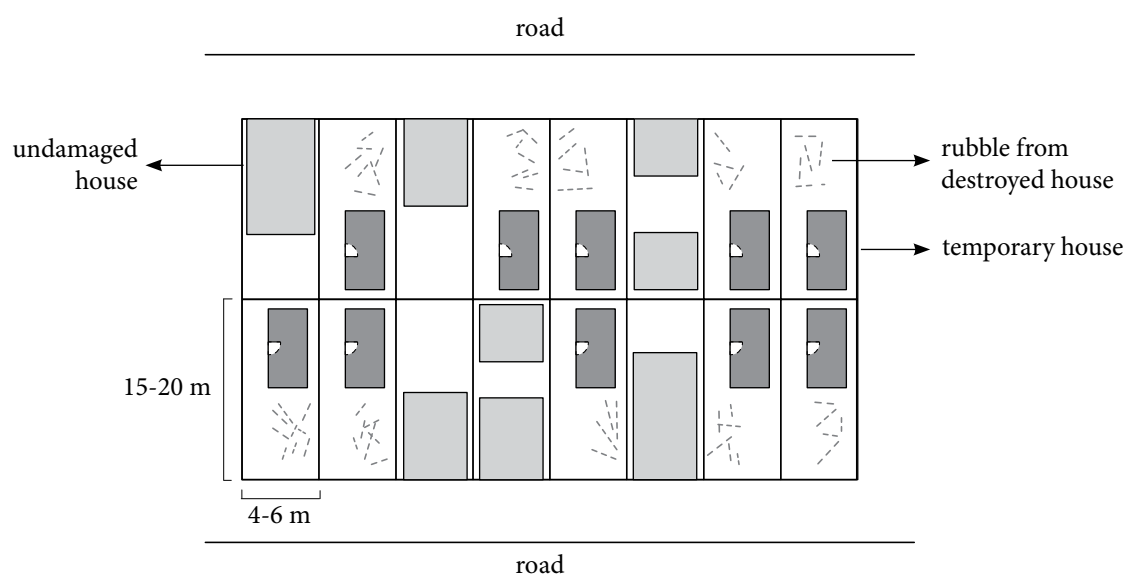 road
undamaged
house
rubble from
destroyed house
temporary house
15-20 m
4-6 m
road